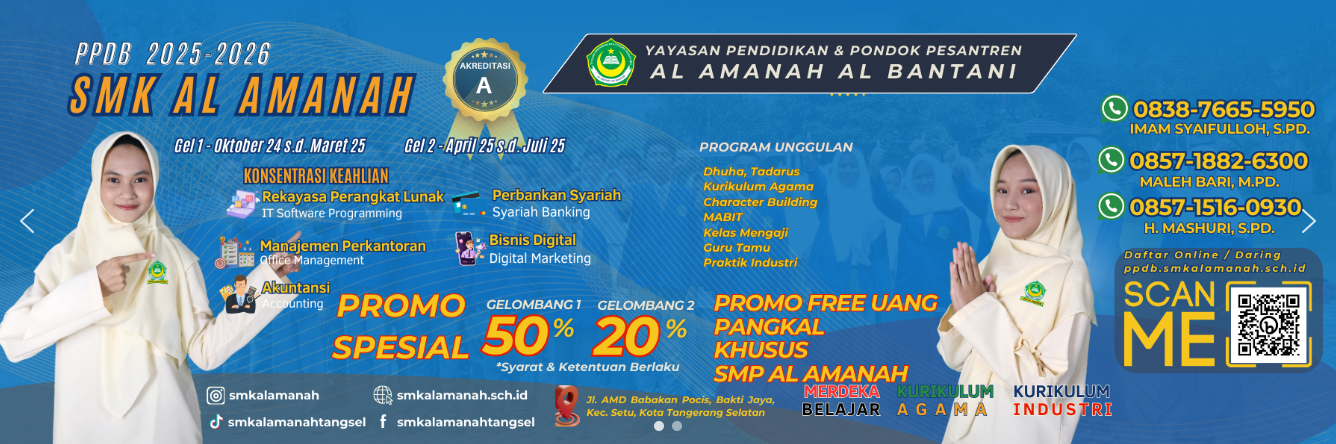 PPDB 2025-2026
SMK AL AMANAH
AKREDITASI
A
YAYASAN PENDIDIKAN & PONDOK PESANTREN
AL AMANAH AL BANTANI
Gel 1 - Oktober 24 s.d. Maret 25
Gel 2 - April 25 s.d. Juli 25
KONSENTRASI KEAHLIAN
Rekayasa Perangkat Lunak
IT Software Programming
Perbankan Syariah
Syariah Banking
Manajemen Perkantoran
Office Management
Bisnis Digital
Digital Marketing
Akuntansi
Accounting
PROGRAM UNGGULAN
Dhuha, Tadarus
Kurikulum Agama
Character Building
MABIT
Kelas Mengaji
Guru Tamu
Praktik Industri
0838-7665-5950
IMAM SYAIFULLOH, S.PD.
0857-1882-6300
MALEH BARI, M.PD.
0857-1516-0930
H. MASHURI, S.PD.
Daftar Online / Daring
ppdb.smkalamanah.sch.id
SCAN
ME
PROMO
SPESIAL
GELOMBANG 1
50%
GELOMBANG 2
20%
*Syarat & Ketentuan Berlaku
PROMO FREE UANG
PANGKAL
KHUSUS
SMP AL AMANAH
smkalamanah
smkalamanah.sch.id
smkalamanahtangsel
smkalamanahtangsel
Jl. AMD Babakan Pocis, Bakti Jaya,
Kec. Setu, Kota Tangerang Selatan
MERDEKA
BELAJAR
KURIKULUM
AGAMA
KURIKULUM
INDUSTRI